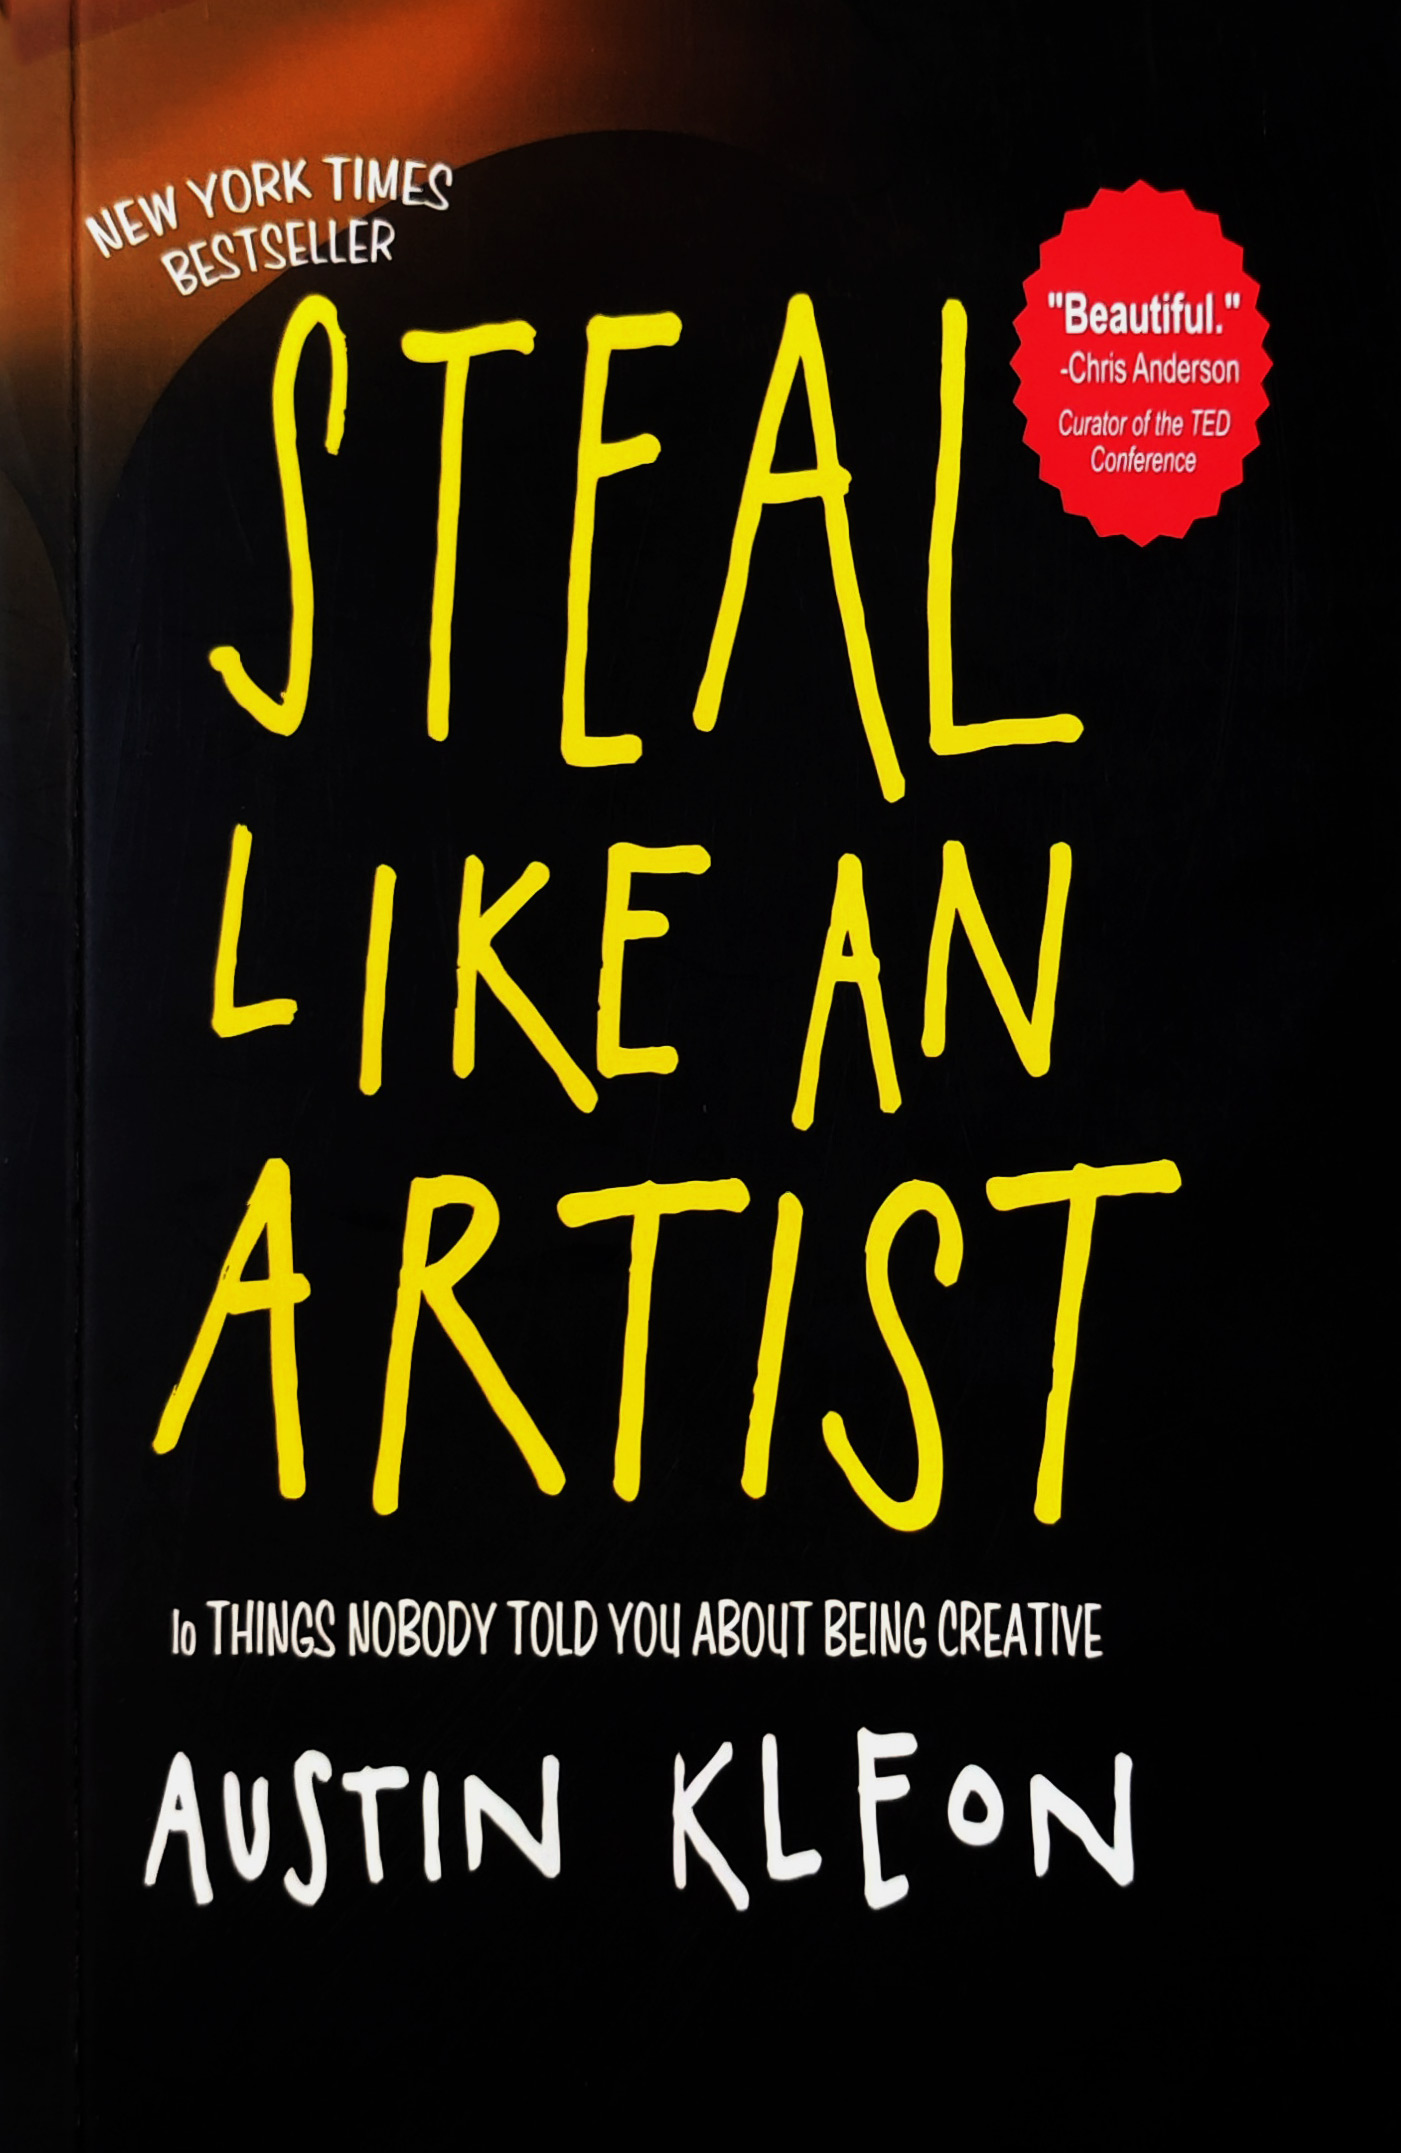 NEW YORK TIMES
BESTSELLER
"Beautiful."
-Chris Anderson
Curator of the TED
Conference
STEAL
LIKE AN
ARTIST
10 THINGS NOBODY TOLD YOU ABOUT BEING CREATIVE
AUSTIN KLEON